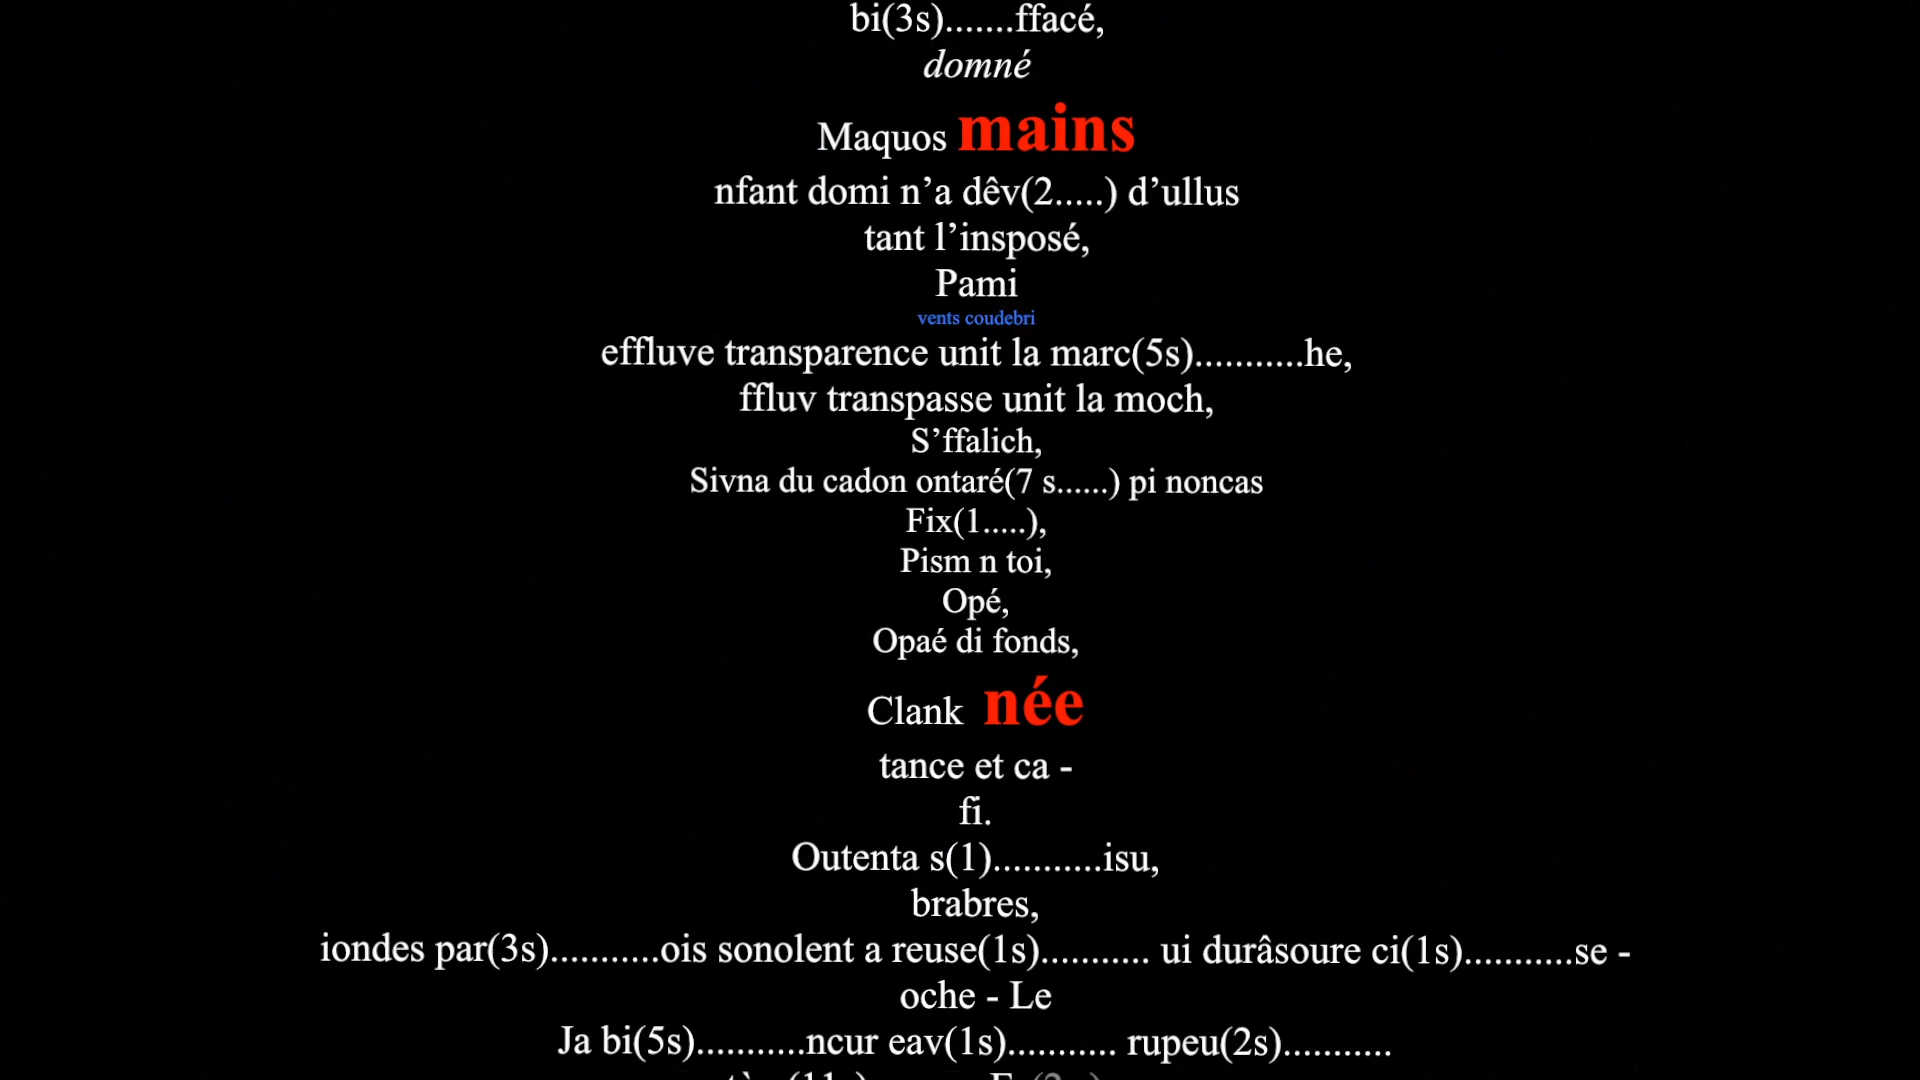 bi(3s).......ffacé,
domné
Maquos mains
nfant domi n’a dêv(2.....) d’ullus
tant l’insposé,
Pami
vents coudebri
effluve transparence unit la marc(5s)...........he,
ffluv transpasse unit la moch,
S’ffalich,
Sivna du cadon ontaré(7 s......) pi noncas
Fix(1.....),
Pism n toi,
Opé,
Opaé di fonds,
Clank née
tance et ca -
fi.
Outenta s(1)...........isu,
brabres,
iondes par(3s)...........ois sonolent a reuse(1s)........... ui durâsoure ci(1s)...........se -
oche - Le
Ja bi(5s)...........ncur eav(1s)........... rupeu(2s)...........